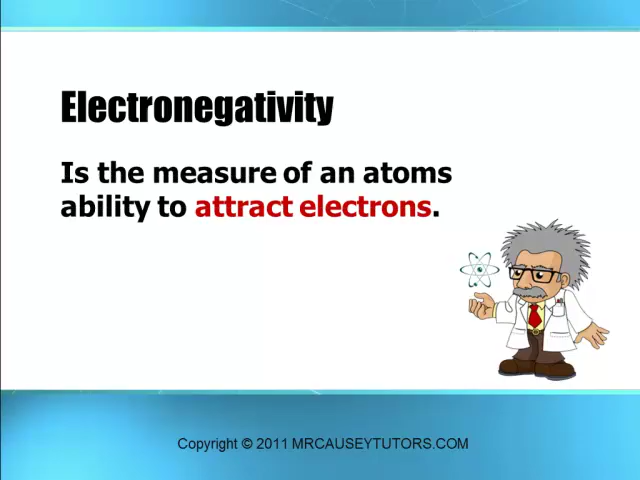 Electronegativity
Is the measure of an atoms
ability to attract electrons.
Copyright © 2011 MRCAUSEYTUTORS.COM